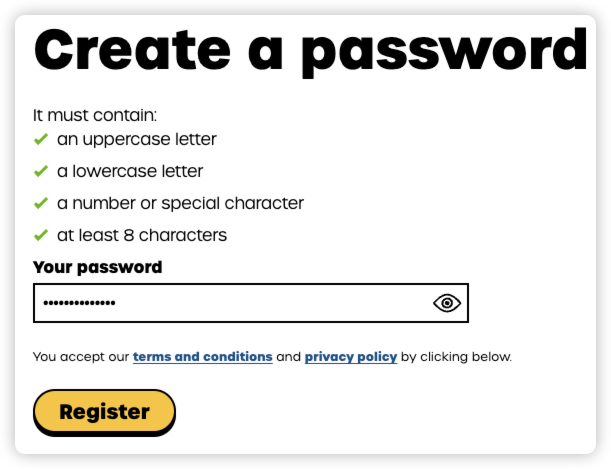 Create a password
It must contain:
an uppercase letter
a lowercase letter
a number or special character
at least 8 characters
Your password
••••••••••••••
You accept our terms and conditions and privacy policy by clicking below.
Register